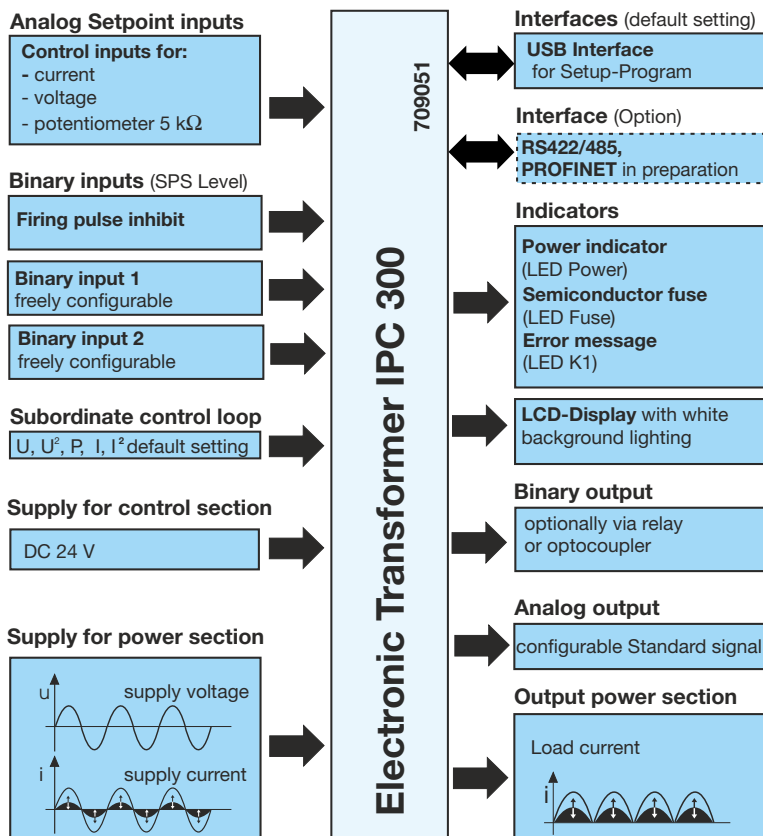 Analog Setpoint inputs
Control inputs for:
- current
- voltage
- potentiometer 5 kΩ
Binary inputs (SPS Level)
Firing pulse inhibit
Binary input 1
freely configurable
Binary input 2
freely configurable
Subordinate control loop
U, U², P, I, I² default setting
Supply for control section
DC 24 V
Supply for power section
u
supply voltage
i
supply current
Electronic Transformer IPC 300
709051
Interfaces (default setting)
USB Interface
for Setup-Program
Interface (Option)
RS422/485,
PROFINET in preparation
Indicators
Power indicator
(LED Power)
Semiconductor fuse
(LED Fuse)
Error message
(LED K1)
LCD-Display with white
background lighting
Binary output
optionally via relay
or optocoupler
Analog output
configurable Standard signal
Output power section
Load current
i